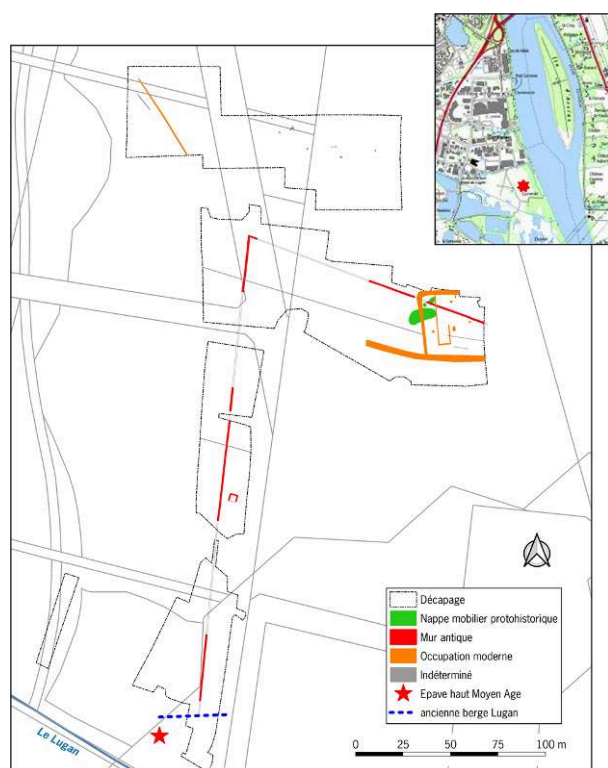 Décapage
Nappe mobilier protohistorique
Mur antique
Occupation moderne
Indéterminé
Epave haut Moyen Age
ancienne berge Lugan
Le Lugan
0 25 50 75 100 m